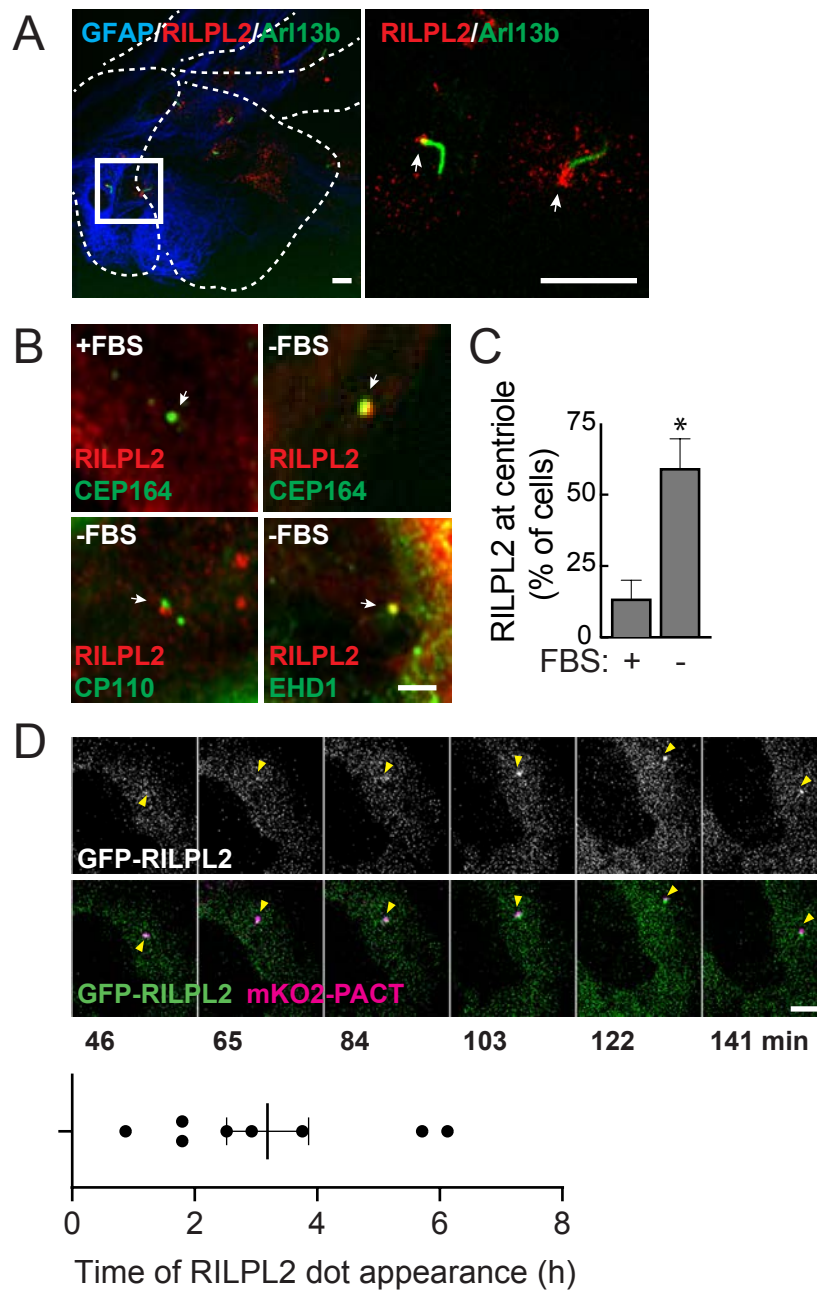 A
GFAP/RILPL2/Arl13b
RILPL2/Arl13b
B
+FBS
RILPL2
CEP164
-FBS
RILPL2
CEP164
-FBS
RILPL2
CP110
-FBS
RILPL2
EHD1
C
RILPL2 at centriole
(% of cells)
75
50
25
0
*
FBS: + -
D
GFP-RILPL2
GFP-RILPL2 mKO2-PACT
46 65 84 103 122 141 min
0 2 4 6 8
Time of RILPL2 dot appearance (h)